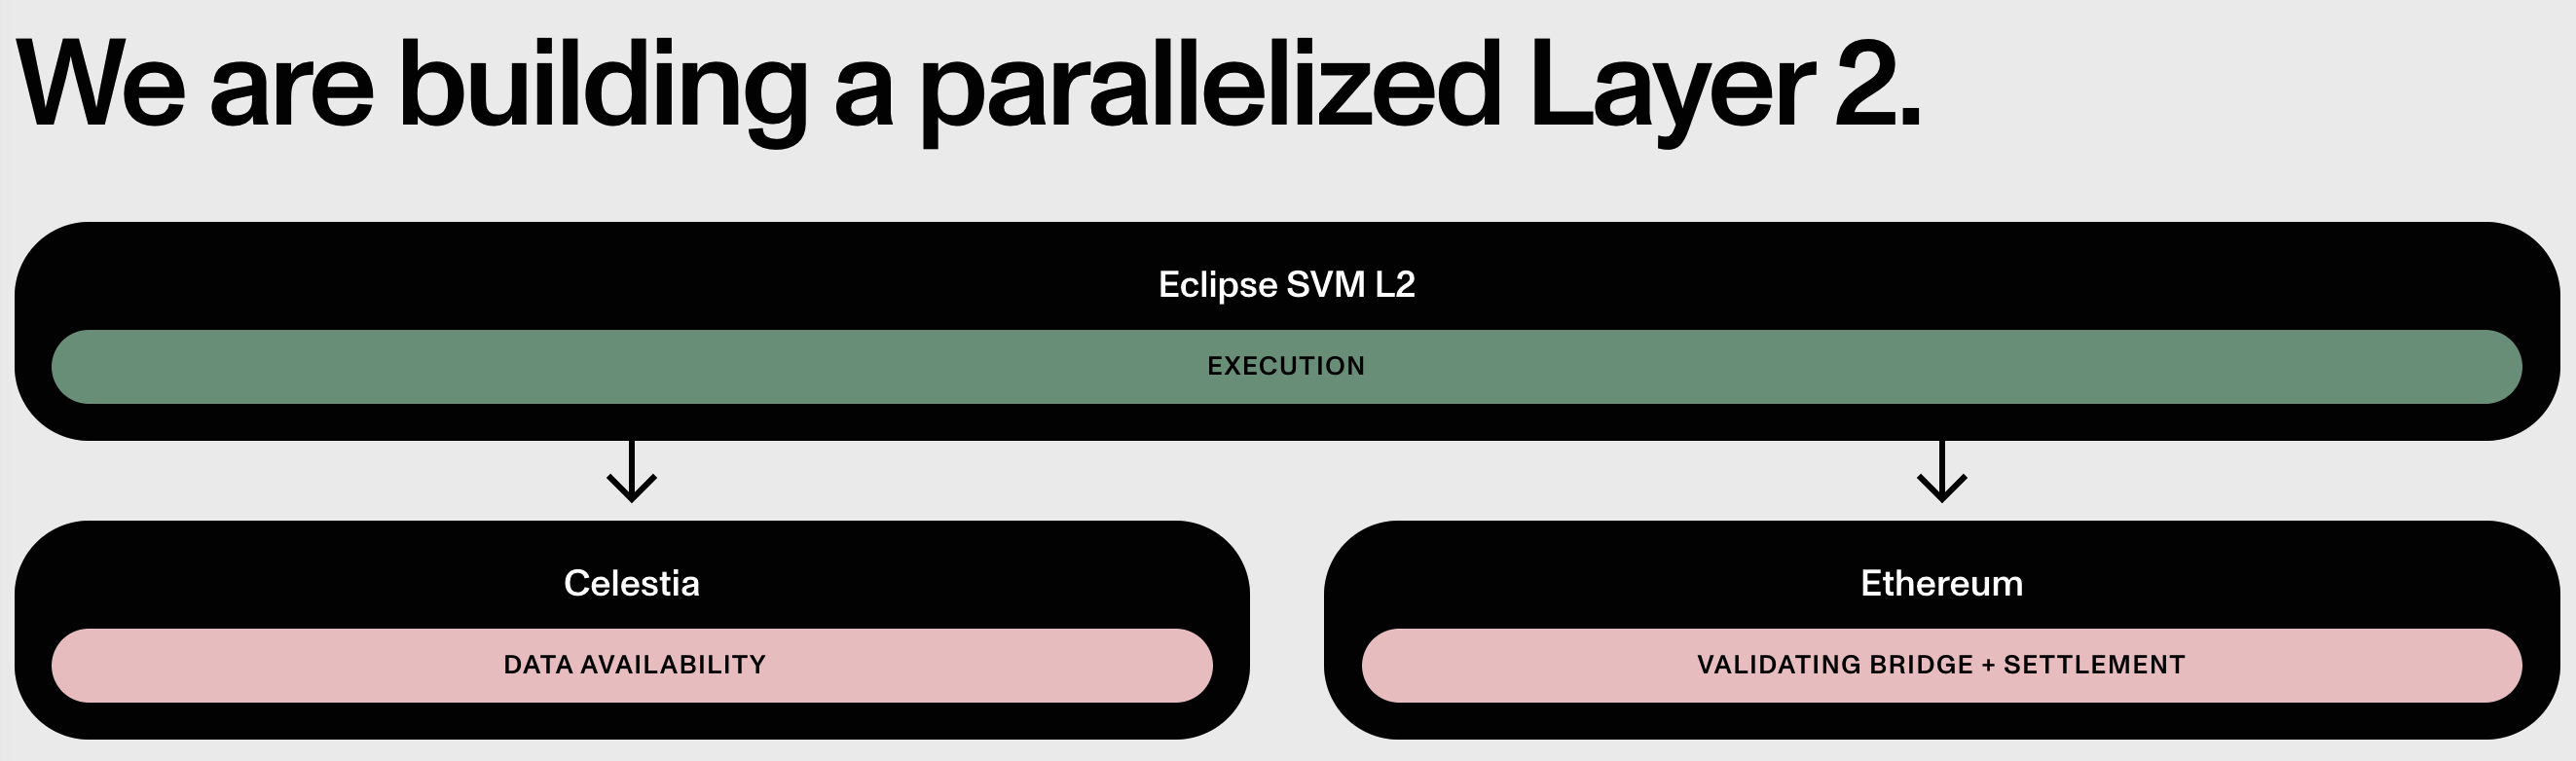 We are building a parallelized Layer 2.
Eclipse SVM L2
EXECUTION
Celestia
DATA AVAILABILITY
Ethereum
VALIDATING BRIDGE + SETTLEMENT